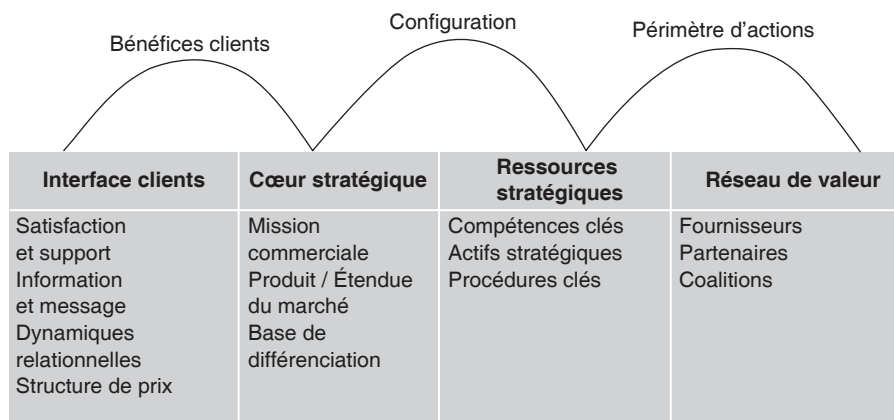 Bénéfices clients
Configuration
Périmètre d'actions
Interface clients
Cœur stratégique
Ressources
stratégiques
Réseau de valeur
Satisfaction
et support
Information
et message
Dynamiques
relationnelles
Structure de prix
Mission
commerciale
Produit / Étendue
du marché
Base de
différenciation
Compétences clés
Actifs stratégiques
Procédures clés
Fournisseurs
Partenaires
Coalitions